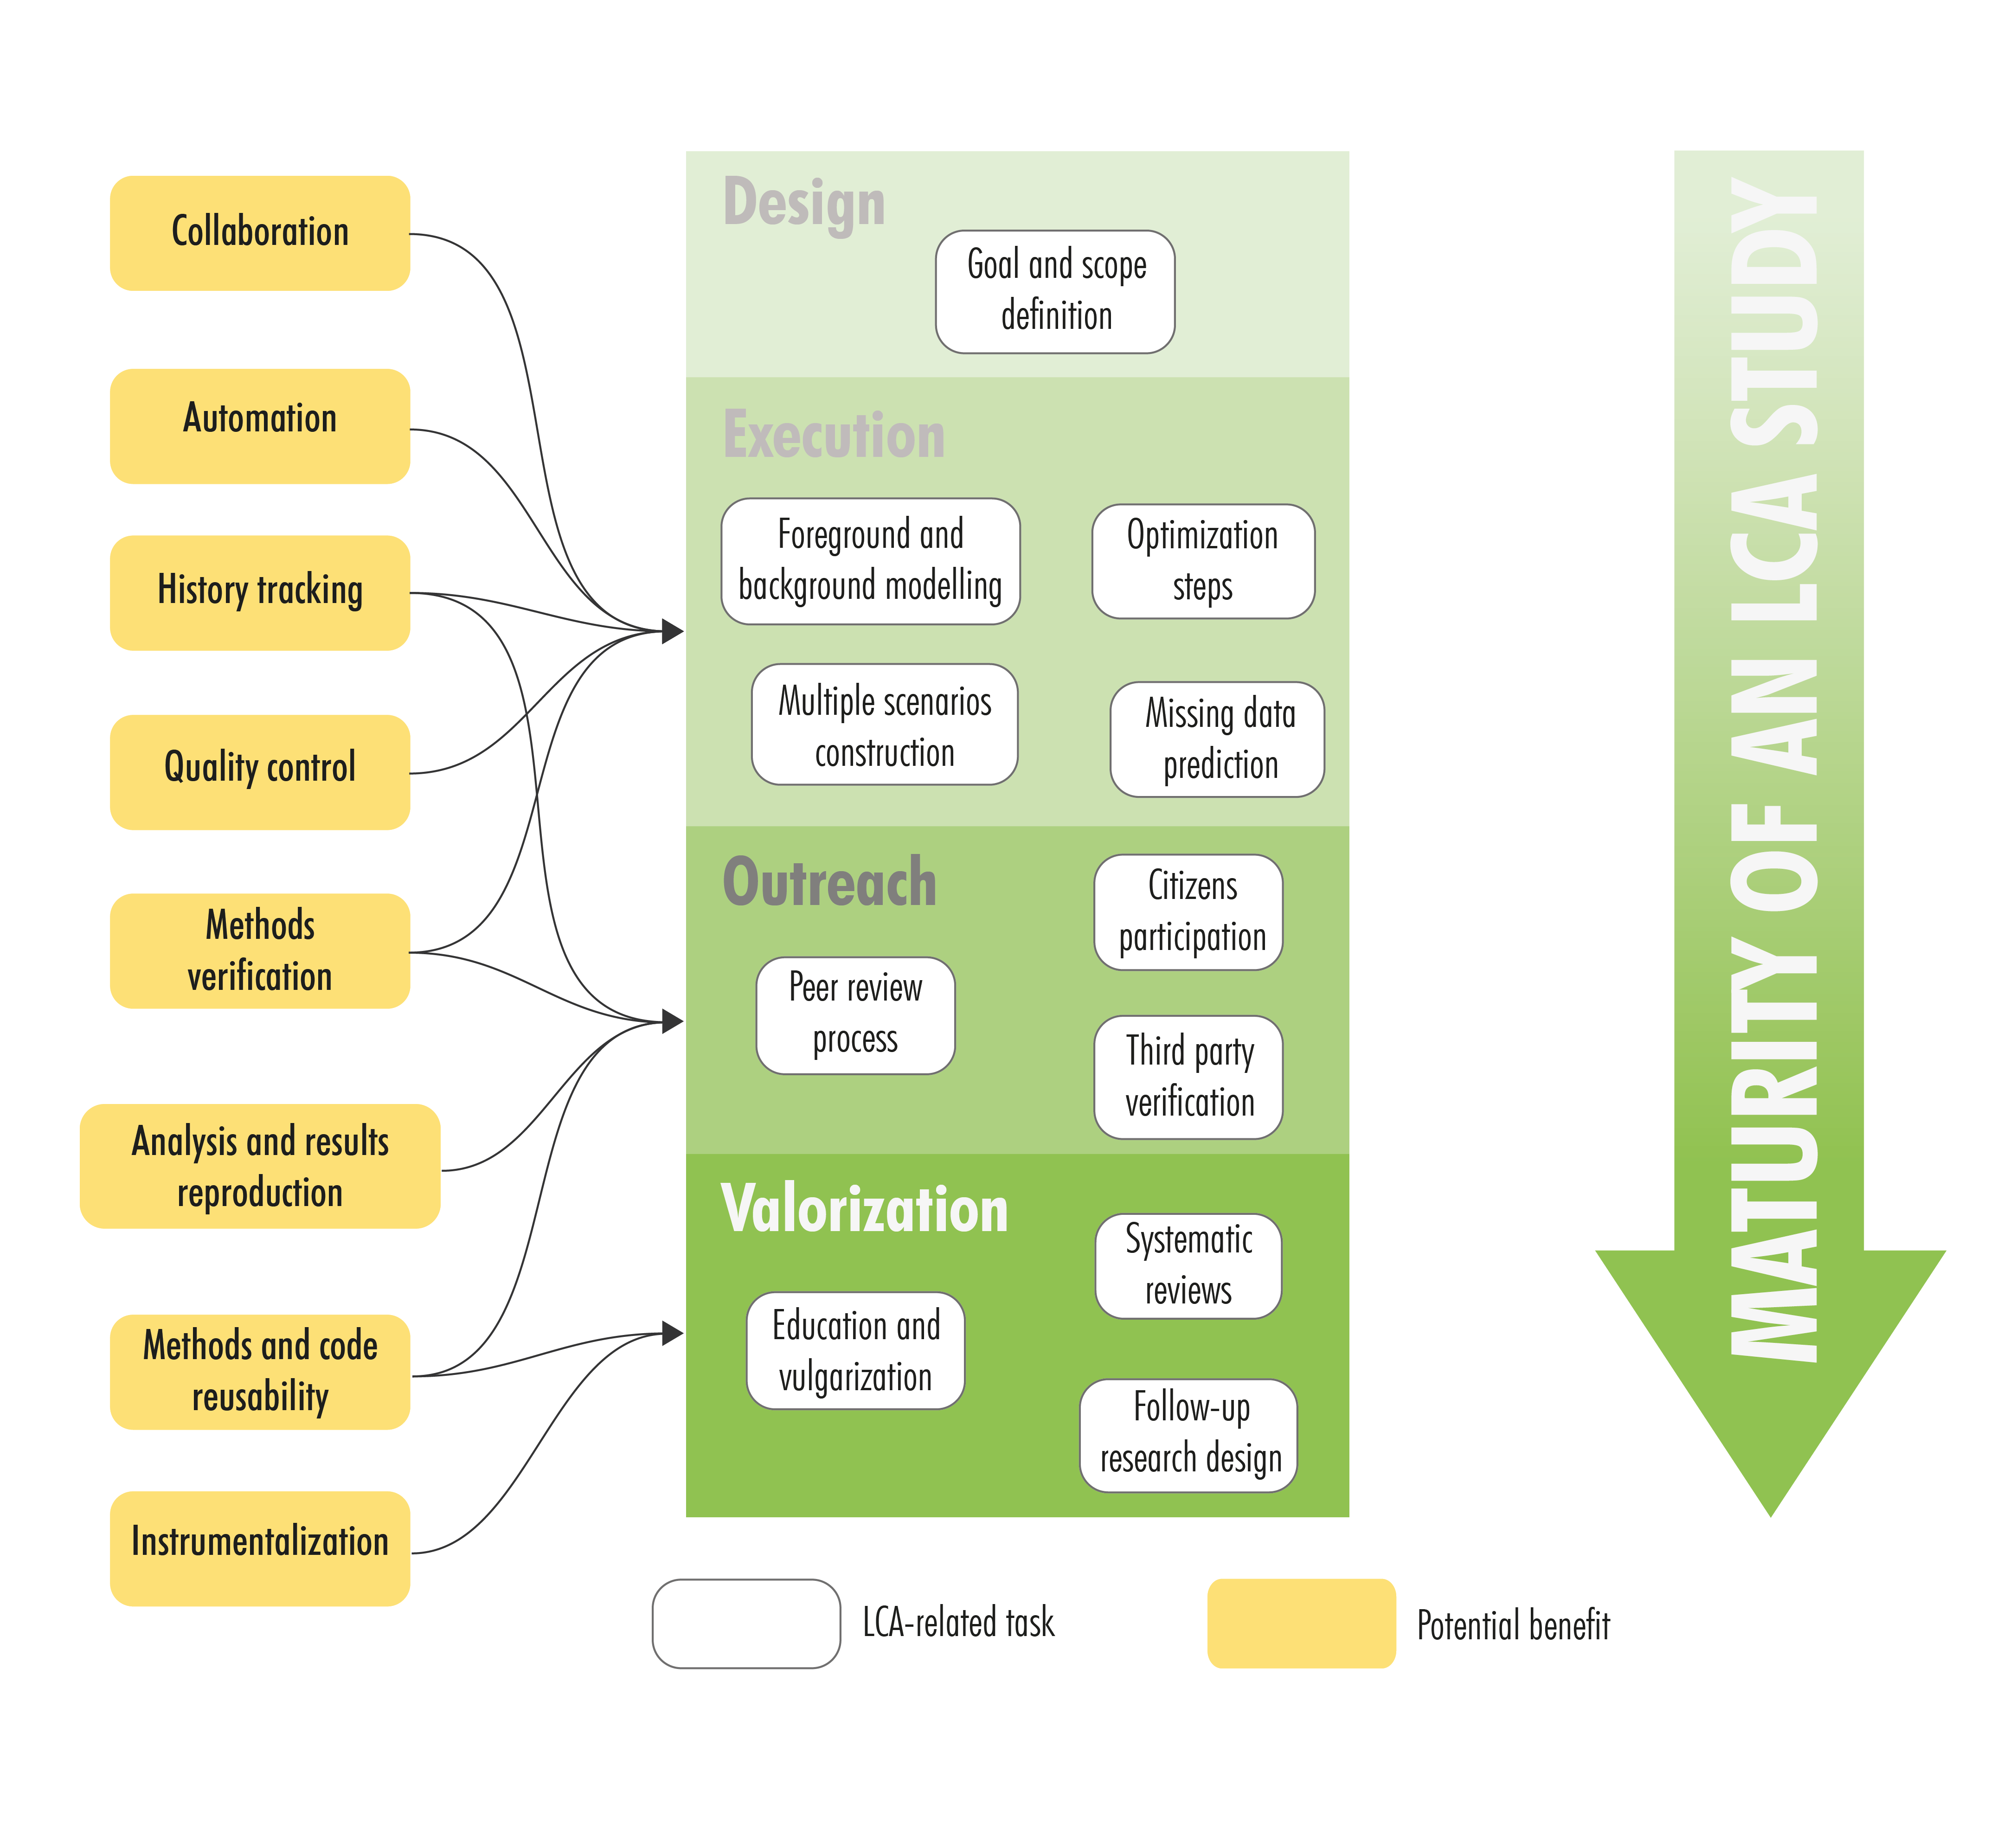 Collaboration
Automation
History tracking
Quality control
Methods
verification
Analysis and results
reproduction
Methods and code
reusability
Instrumentalization
Design
Goal and scope
definition
Execution
Foreground and
background modelling
Optimization
steps
Multiple scenarios
construction
Missing data
prediction
Outreach
Citizens
participation
Peer review
process
Third party
verification
Valorization
Systematic
reviews
Education and
vulgarization
Follow-up
research design
MATURITY OF AN LCA STUDY
LCA-related task
Potential benefit